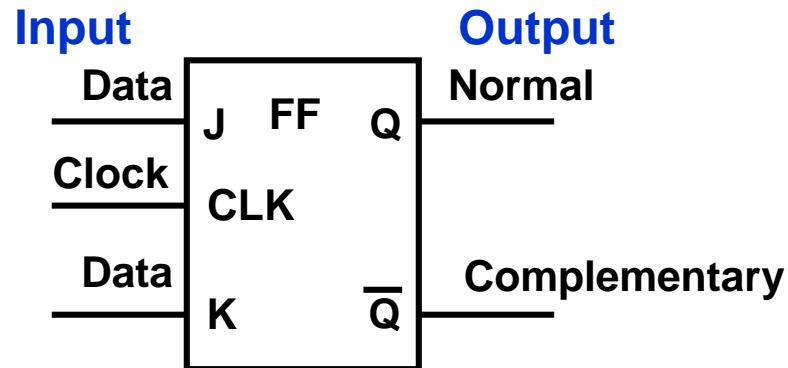 Input Output
Data Normal
J FF Q
Clock
CLK
Data Complementary
K Q̅